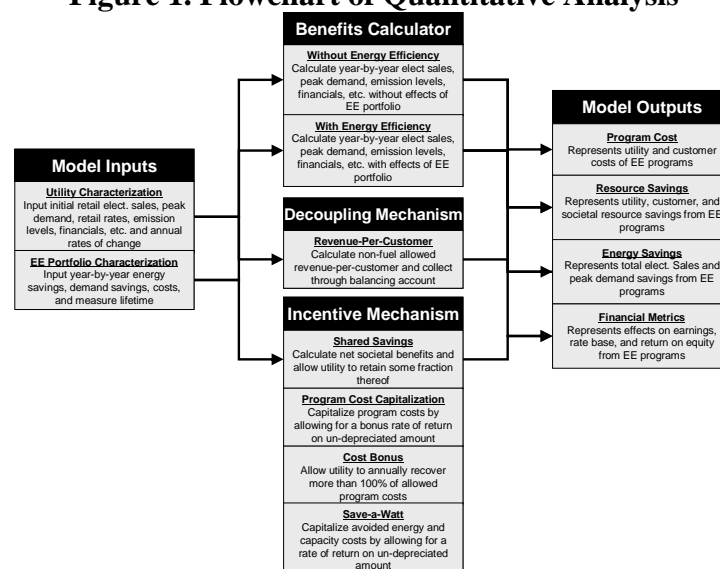 Figure 1. Flowchart of Quantitative Analysis
Model Inputs
Utility Characterization
Input initial retail elect. sales, peak
demand, retail rates, emission
levels, financials, etc. and annual
rates of change
EE Portfolio Characterization
Input year-by-year energy
savings, demand savings, costs,
and measure lifetime
Benefits Calculator
Without Energy Efficiency
Calculate year-by-year elect sales,
peak demand, emission levels,
financials, etc. without effects of
EE portfolio
With Energy Efficiency
Calculate year-by-year elect sales,
peak demand, emission levels,
financials, etc. with effects of EE
portfolio
Decoupling Mechanism
Revenue-Per-Customer
Calculate non-fuel allowed
revenue-per-customer and collect
through balancing account
Incentive Mechanism
Shared Savings
Calculate net societal benefits and
allow utility to retain some fraction
thereof
Program Cost Capitalization
Capitalize program costs by
allowing for a bonus rate of return
on un-depreciated amount
Cost Bonus
Allow utility to annually recover
more than 100% of allowed
program costs
Save-a-Watt
Capitalize avoided energy and
capacity costs by allowing for a
rate of return on un-depreciated
amount
Model Outputs
Program Cost
Represents utility and customer
costs of EE programs
Resource Savings
Represents utility, customer, and
societal resource savings from EE
programs
Energy Savings
Represents total elect. Sales and
peak demand savings from EE
programs
Financial Metrics
Represents effects on earnings,
rate base, and return on equity
from EE programs